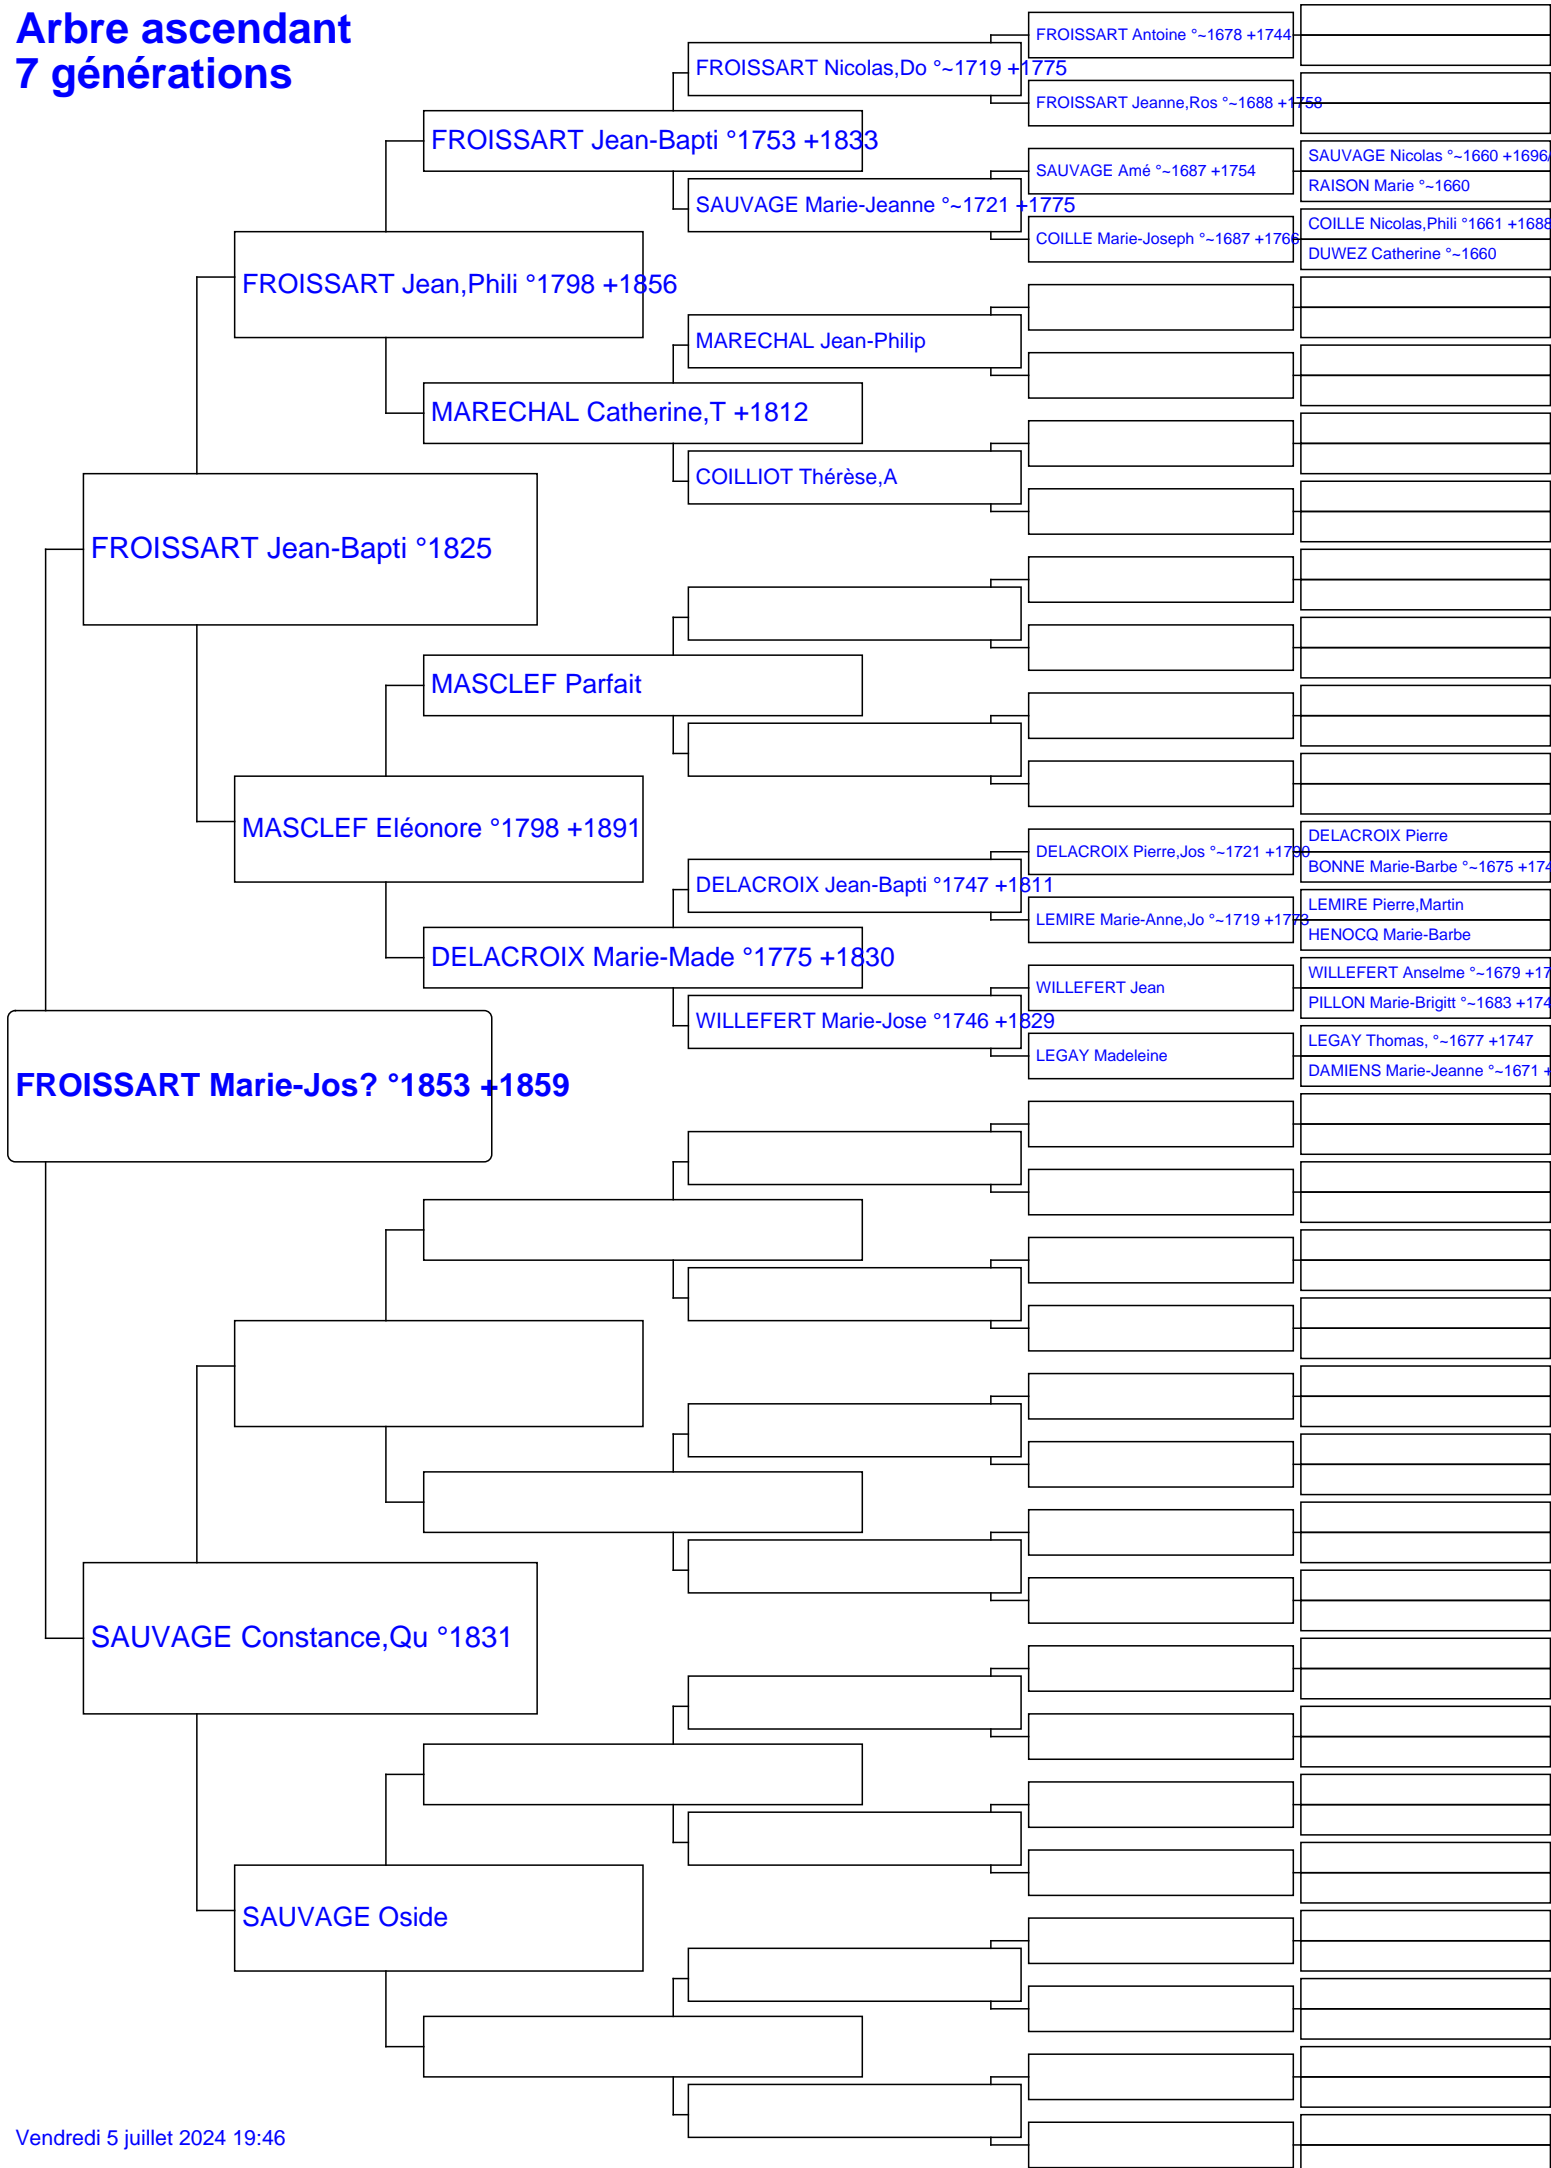 Arbre ascendant
7 générations
FROISSART Antoine °~1678 +1744
FROISSART Nicolas,Do °~1719 +1775
FROISSART Jeanne,Ros °~1688 +1758
FROISSART Jean-Bapti °1753 +1833
SAUVAGE Nicolas °~1660 +1696/
SAUVAGE Amé °~1687 +1754
RAISON Marie °~1660
SAUVAGE Marie-Jeanne °~1721 +1775
COILLE Nicolas,Phili °1661 +1688
COILLE Marie-Joseph °~1687 +1766
DUWEZ Catherine °~1660
FROISSART Jean,Phili °1798 +1856
MARECHAL Jean-Philip
MARECHAL Catherine,T +1812
COILLIOT Thérèse,A
FROISSART Jean-Bapti °1825
MASCLEF Parfait
MASCLEF Eléonore °1798 +1891
DELACROIX Pierre
DELACROIX Pierre,Jos °~1721 +1790
BONNE Marie-Barbe °~1675 +174
DELACROIX Jean-Bapti °1747 +1811
LEMIRE Pierre,Martin
LEMIRE Marie-Anne,Jo °~1719 +1773
HENOCQ Marie-Barbe
DELACROIX Marie-Made °1775 +1830
WILLEFERT Anselme °~1679 +17
WILLEFERT Jean
PILLON Marie-Brigitt °~1683 +174
WILLEFERT Marie-Jose °1746 +1829
LEGAY Thomas, °~1677 +1747
LEGAY Madeleine
DAMIENS Marie-Jeanne °~1671 +
FROISSART Marie-Jos? °1853 +1859
SAUVAGE Constance,Qu °1831
SAUVAGE Oside
Vendredi 5 juillet 2024 19:46